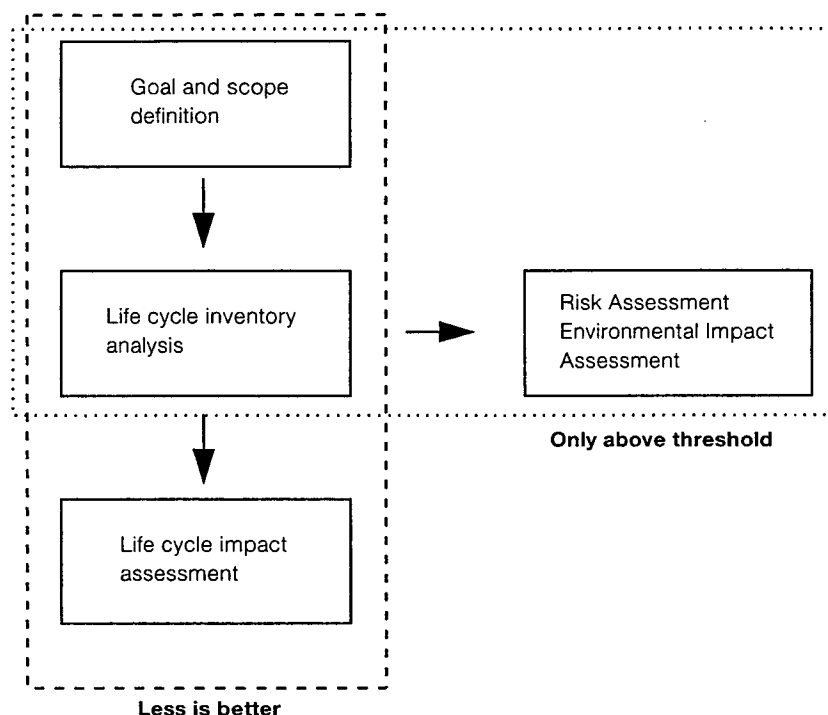 Goal and scope
definition
Life cycle inventory
analysis
Risk Assessment
Environmental Impact
Assessment
Only above threshold
Life cycle impact
assessment
Less is better